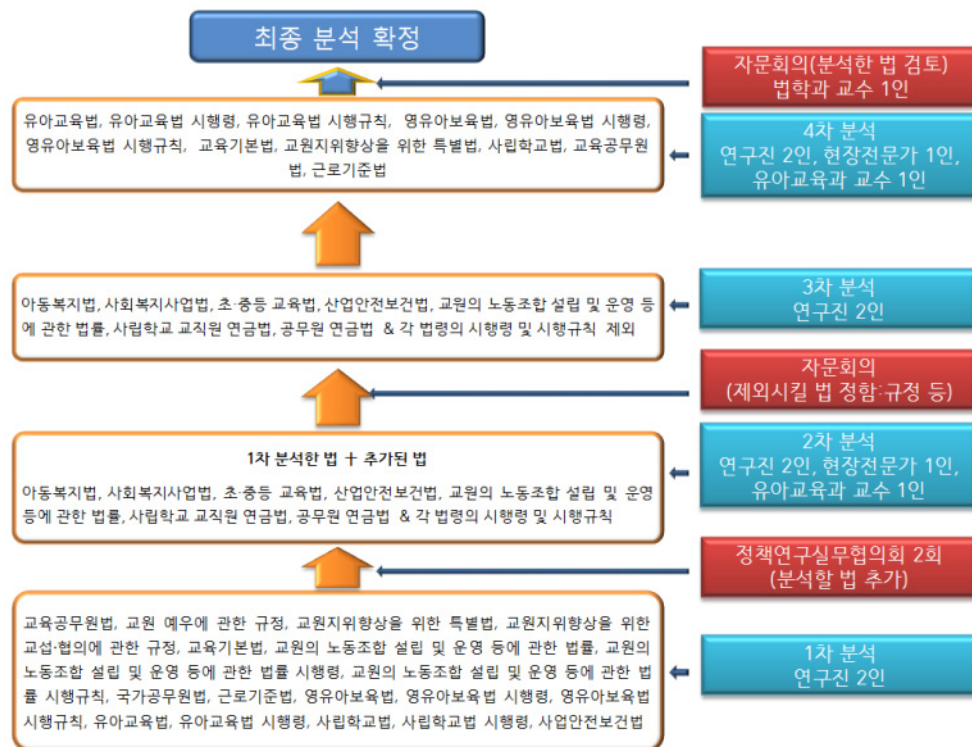 최종 분석 확정
자문회의(분석한 법 검토)
법학과 교수 1인
유아교육법, 유아교육법 시행령, 유아교육법 시행규칙, 영유아보육법, 영유아보육법 시행령,
영유아보육법 시행규칙, 교육기본법, 교원지위향상을 위한 특별법, 사립학교법, 교육공무원
법, 근로기준법
4차 분석
연구진 2인, 현장전문가 1인,
유아교육과 교수 1인
아동복지법, 사회복지사업법, 초·중등 교육법, 산업안전보건법, 교원의 노동조합 설립 및 운영 등
에 관한 법률, 사립학교 교직원 연금법, 공무원 연금법 & 각 법령의 시행령 및 시행규칙 제외
3차 분석
연구진 2인
자문회의
(제외시킬 법 정함:규정 등)
1차 분석한 법 + 추가된 법
아동복지법, 사회복지사업법, 초·중등 교육법, 산업안전보건법, 교원의 노동조합 설립 및 운영
등에 관한 법률, 사립학교 교직원 연금법, 공무원 연금법 & 각 법령의 시행령 및 시행규칙
2차 분석
연구진 2인, 현장전문가 1인,
유아교육과 교수 1인
정책연구실무협의회 2회
(분석할 법 추가)
교육공무원법, 교원 예우에 관한 규정, 교원지위향상을 위한 특별법, 교원지위향상을 위한
교섭·협의에 관한 규정, 교육기본법, 교원의 노동조합 설립 및 운영 등에 관한 법률, 교원의
노동조합 설립 및 운영 등에 관한 법률 시행령, 교원의 노동조합 설립 및 운영 등에 관한 법
률 시행규칙, 국가공무원법, 근로기준법, 영유아보육법, 영유아보육법 시행령, 영유아보육법
시행규칙, 유아교육법, 유아교육법 시행령, 사립학교법, 사립학교법 시행령, 사업안전보건법
1차 분석
연구진 2인